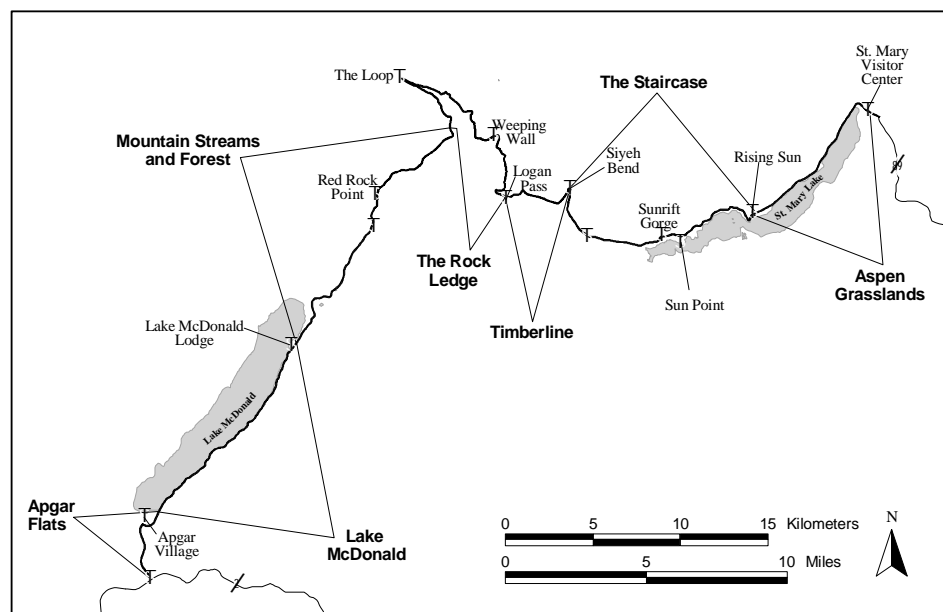 The Loop
The Staircase
St. Mary
Visitor
Center
Mountain Streams
and Forest
Weeping
Wall
Siyeh
Bend
Rising Sun
89
Red Rock
Point
Logan
Pass
St. Mary Lake
Sunrift
Gorge
The Rock
Ledge
Aspen
Grasslands
Sun Point
Timberline
Lake McDonald
Lodge
Lake McDonald
Apgar
Flats
Apgar
Village
Lake
McDonald
0 5 10 15 Kilometers
0 5 10 Miles
N
2